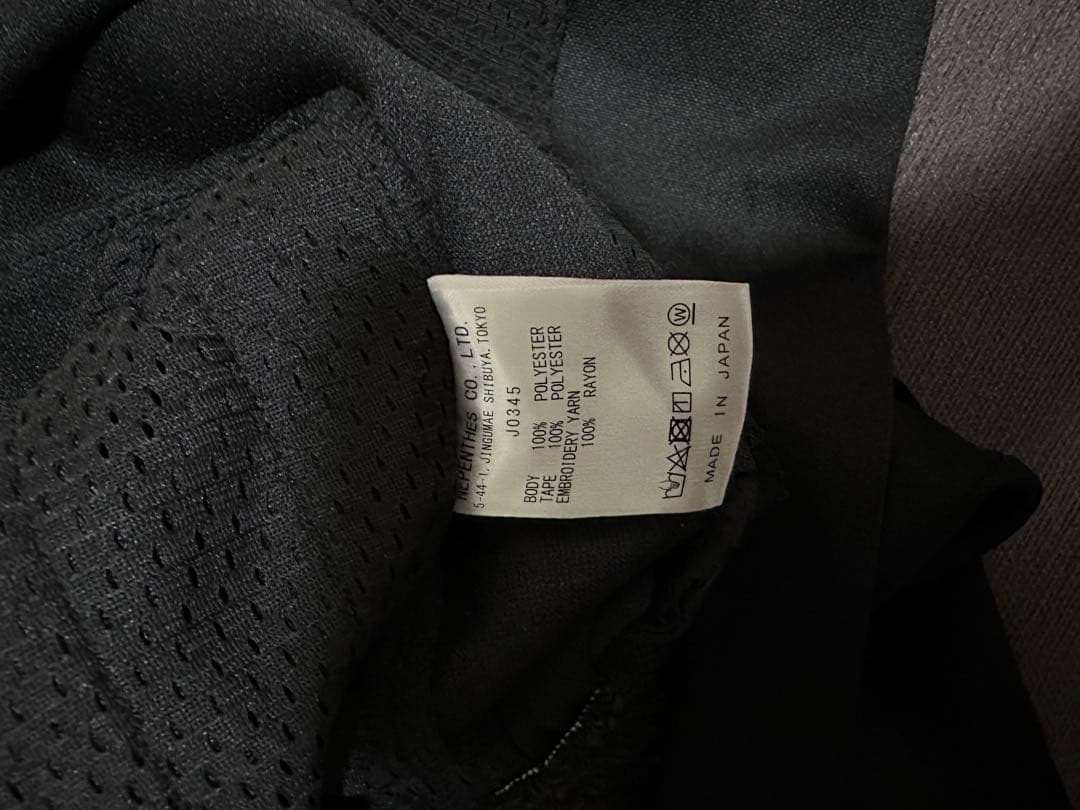 NEPENTHES CO., LTD.
5-44-1, JINGUMAE SHIBUYA, TOKYO
J0345
BODY 100% POLYESTER
TAPE 100% POLYESTER
EMBROIDERY YARN
100% RAYON
W
MADE IN JAPAN